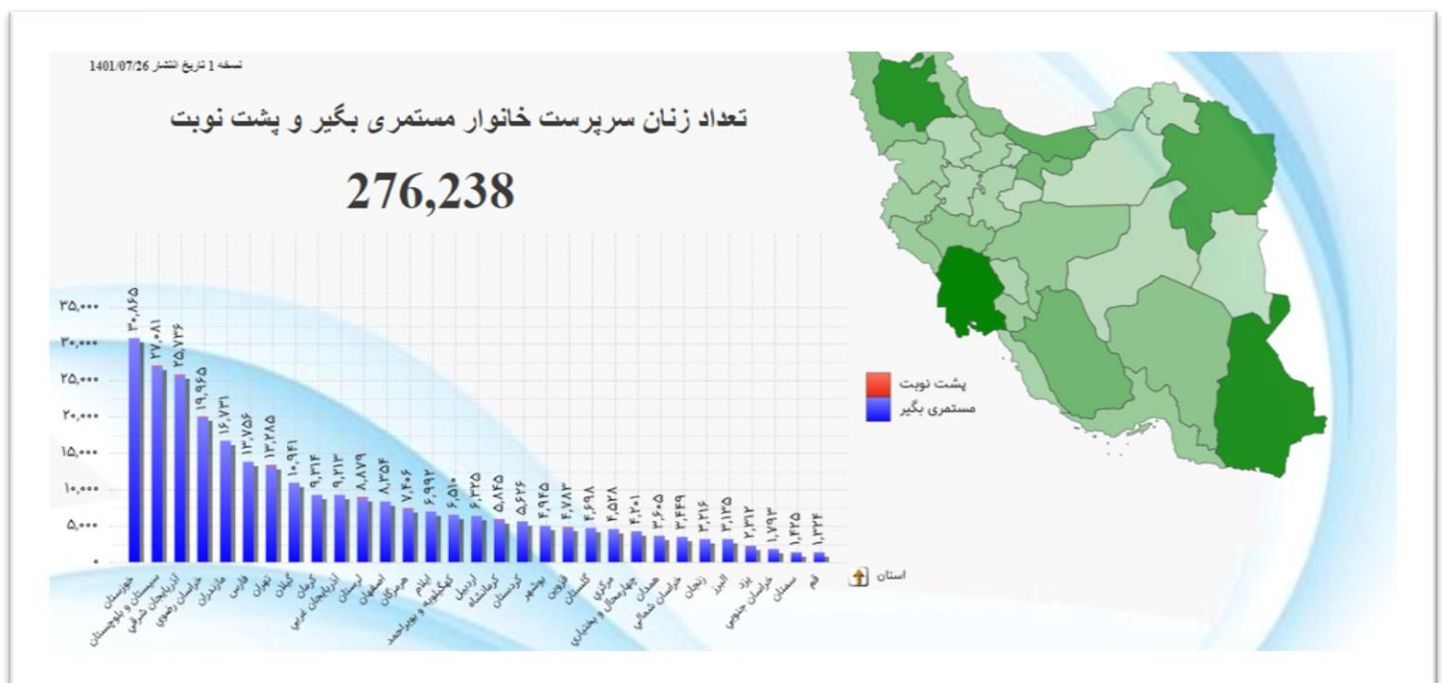 نسخه 1 تاریخ انتشار 1401/07/26
تعداد زنان سرپرست خانوار مستمری بگیر و پشت نوبت
276,238
۳۵,۰۰۰
۳۰,۰۰۰
۲۵,۰۰۰
۲۰,۰۰۰
۱۵,۰۰۰
۱۰,۰۰۰
۵,۰۰۰
۰
۳۰,۸۶۵
۲۷,۰۸۱
۲۵,۷۳۶
۱۹,۹۶۵
۱۶,۷۳۱
۱۳,۷۵۶
۱۳,۲۸۵
۱۰,۹۴۱
۹,۳۱۴
۹,۲۱۳
۸,۸۷۹
۸,۳۵۴
۷,۴۰۶
۶,۹۹۲
۶,۵۱۰
۶,۳۲۵
۵,۸۴۵
۵,۶۲۶
۴,۹۴۵
۴,۷۸۳
۴,۶۹۸
۴,۵۲۸
۴,۲۰۱
۳,۶۰۵
۳,۴۴۹
۳,۲۱۶
۳,۱۳۵
۲,۳۱۲
۱,۷۹۳
۱,۴۲۵
۱,۳۲۴
خوزستان
سیستان و بلوچستان
آذربایجان شرقی
خراسان رضوی
مازندران
فارس
تهران
گیلان
کرمان
آذربایجان غربی
لرستان
اصفهان
هرمزگان
ایلام
کهگیلویه و بویراحمد
اردبیل
کرمانشاه
کردستان
بوشهر
قزوین
گلستان
مرکزی
چهارمحال و بختیاری
همدان
خراسان شمالی
زنجان
البرز
یزد
خراسان جنوبی
سمنان
قم
پشت نوبت
مستمری بگیر
استان